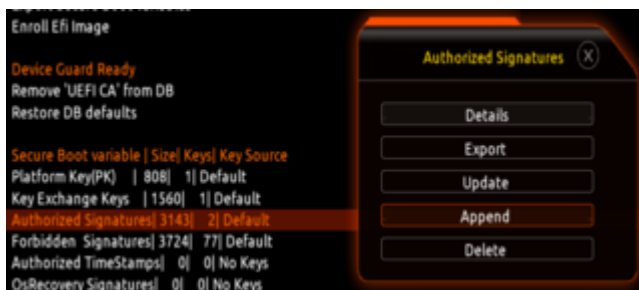 Enroll Efi Image
Device Guard Ready
Remove 'UEFI CA' from DB
Restore DB defaults
Secure Boot variable | Size| Keys| Key Source
Platform Key(PK) | 808| 1| Default
Key Exchange Keys | 1560| 1| Default
Authorized Signatures| 3143| 2| Default
Forbidden Signatures| 3724| 77| Default
Authorized TimeStamps| 0| 0| No Keys
OsRecovery Signatures| 0| 0| No Keys
Authorized Signatures X
Details
Export
Update
Append
Delete